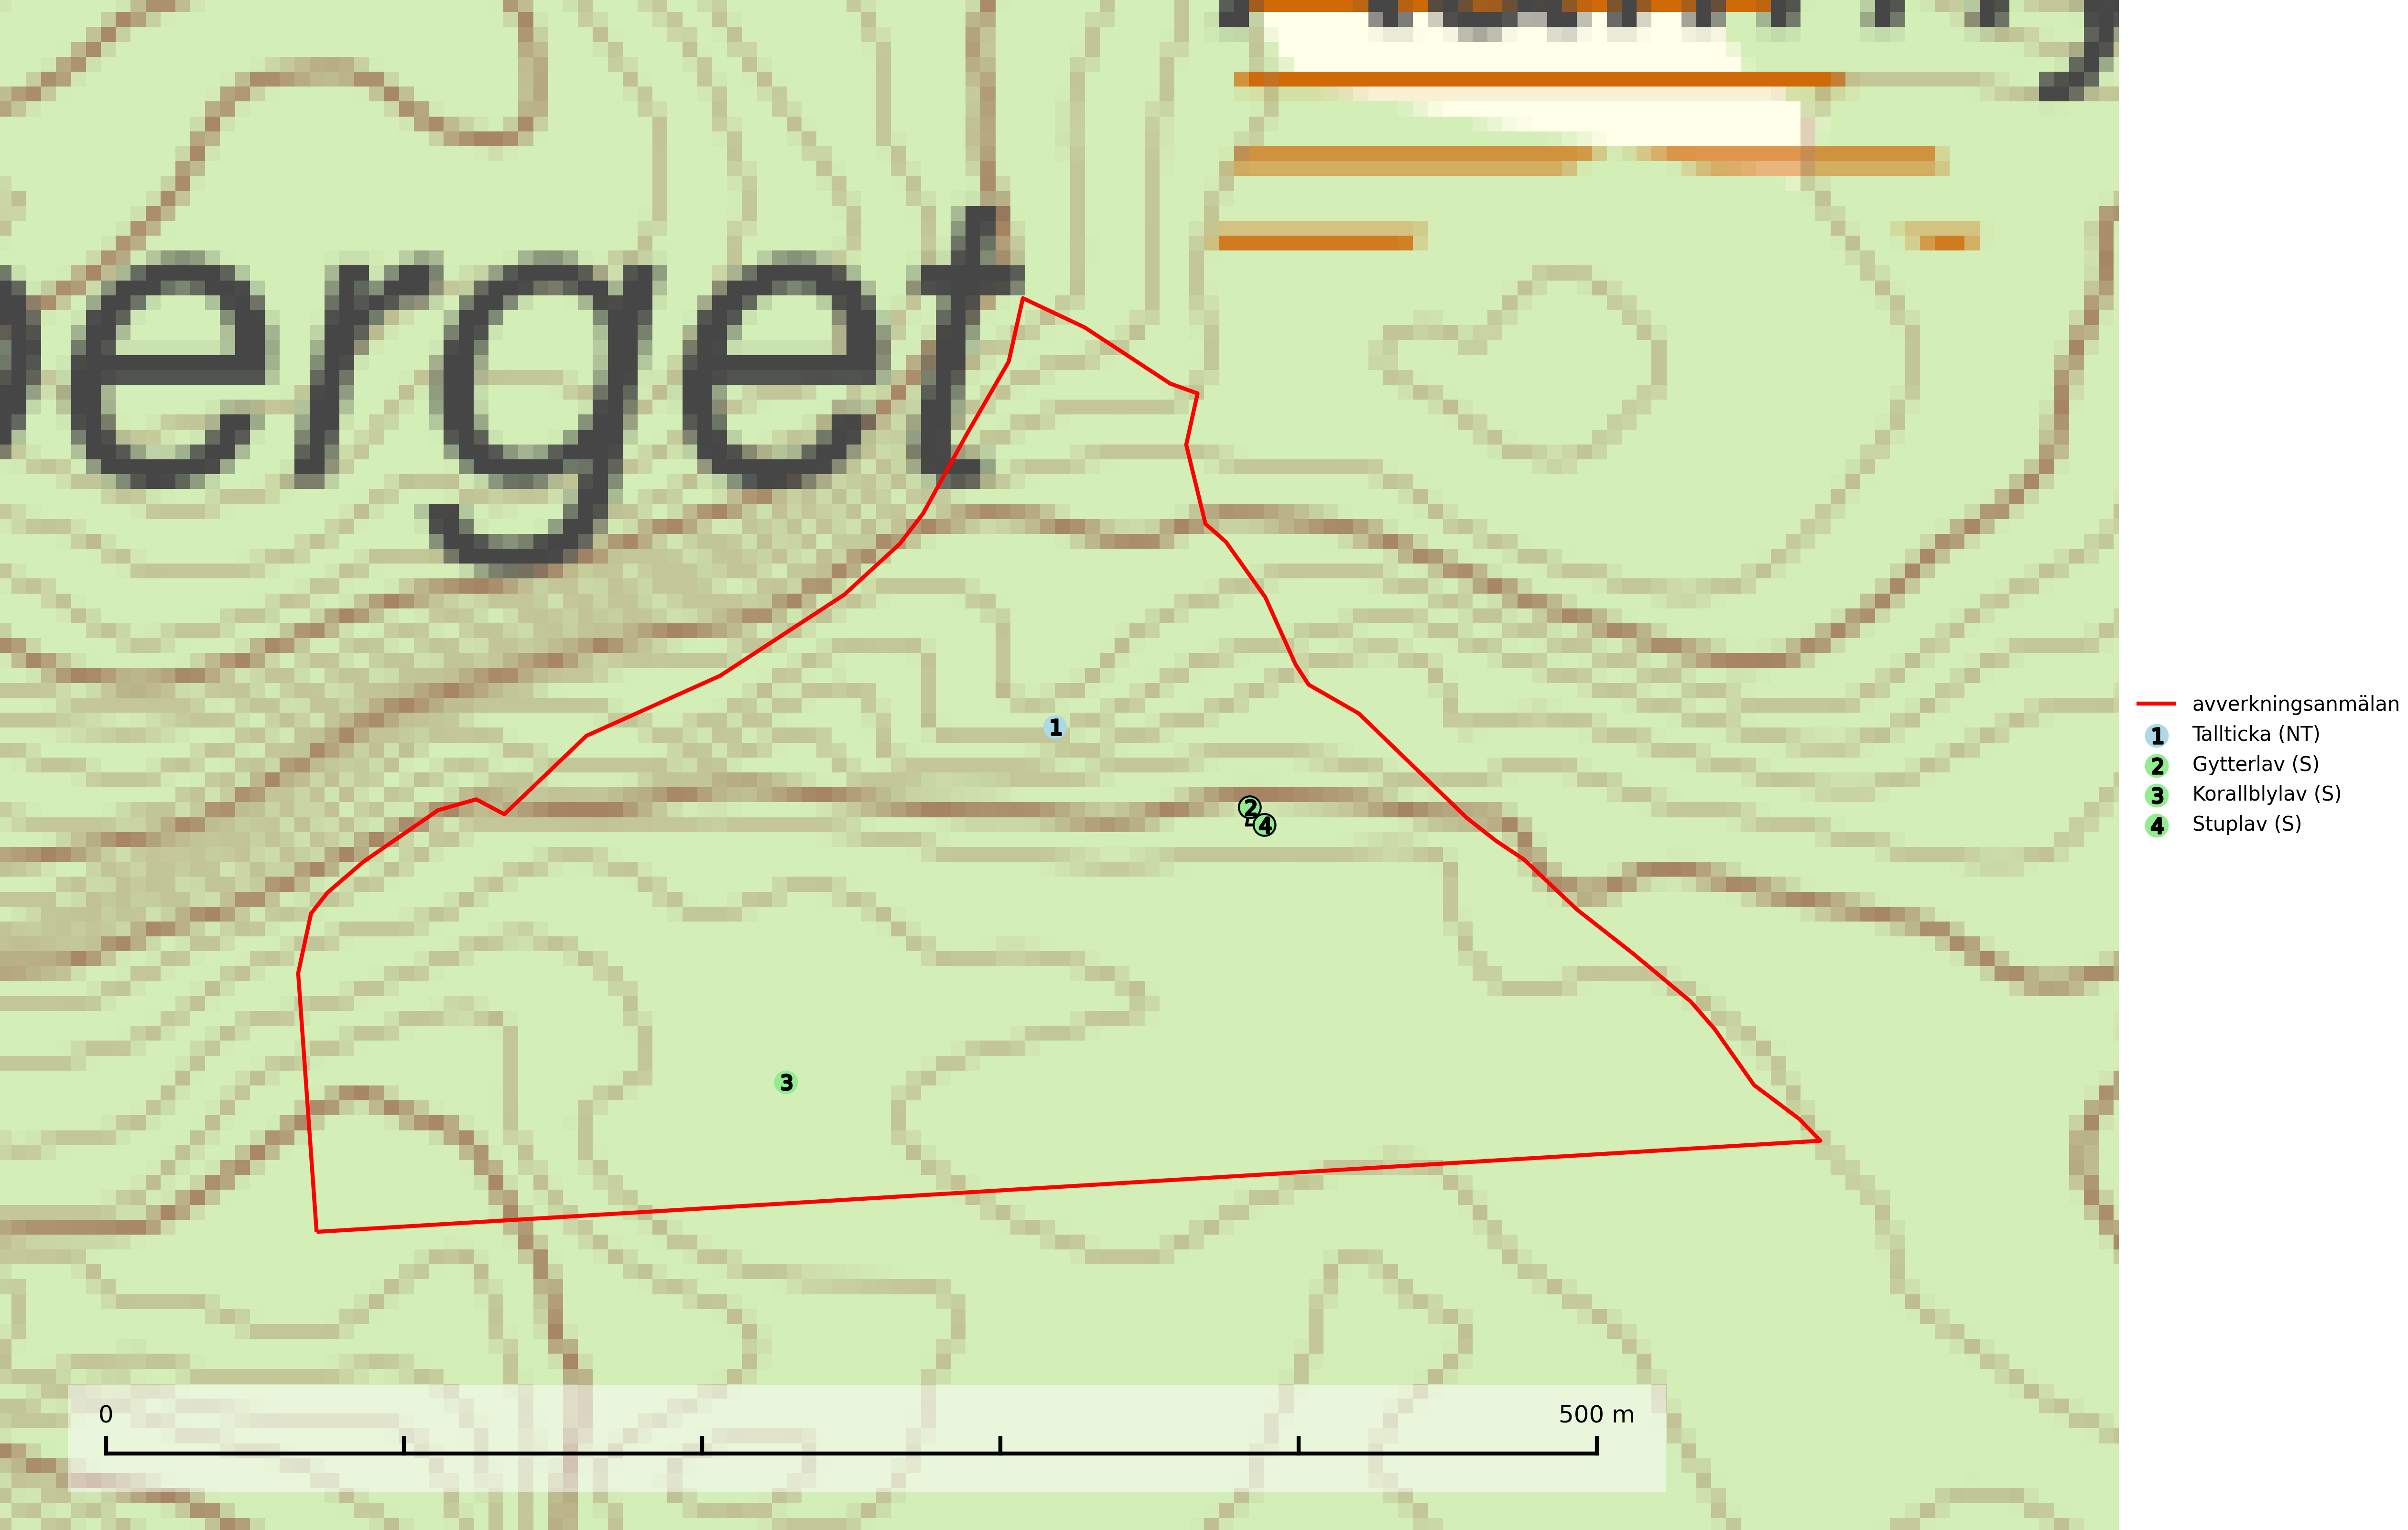 erget
1
2
4
3
0
500 m
avverkningsanmälan
1 Tallticka (NT)
2 Gytterlav (S)
3 Korallblylav (S)
4 Stuplav (S)